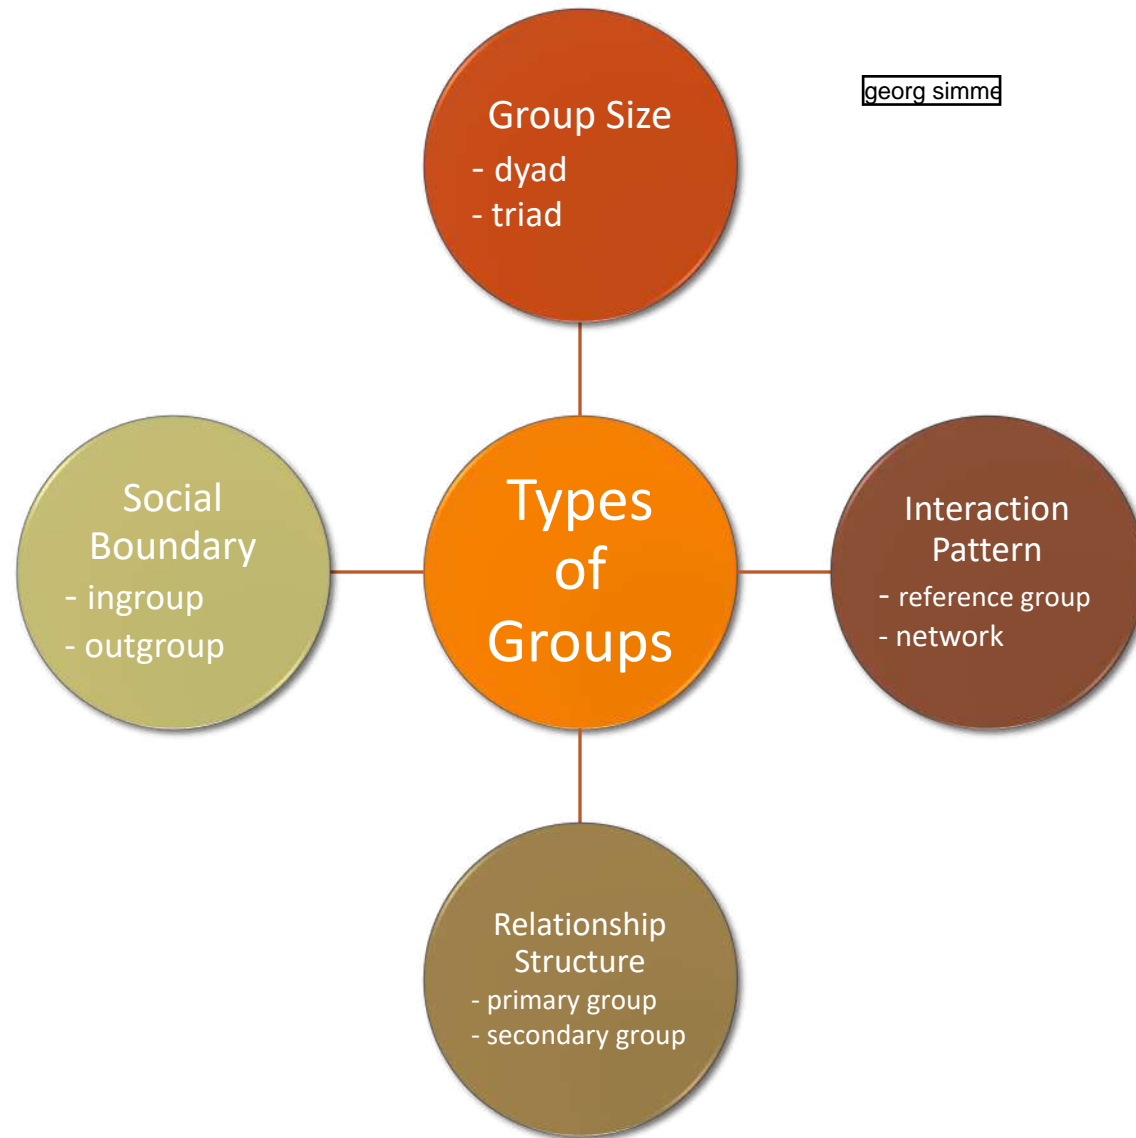 Group Size
- dyad
- triad
georg simme
Social
Boundary
- ingroup
- outgroup
Types
of
Groups
Interaction
Pattern
- reference group
- network
Relationship
Structure
- primary group
- secondary group